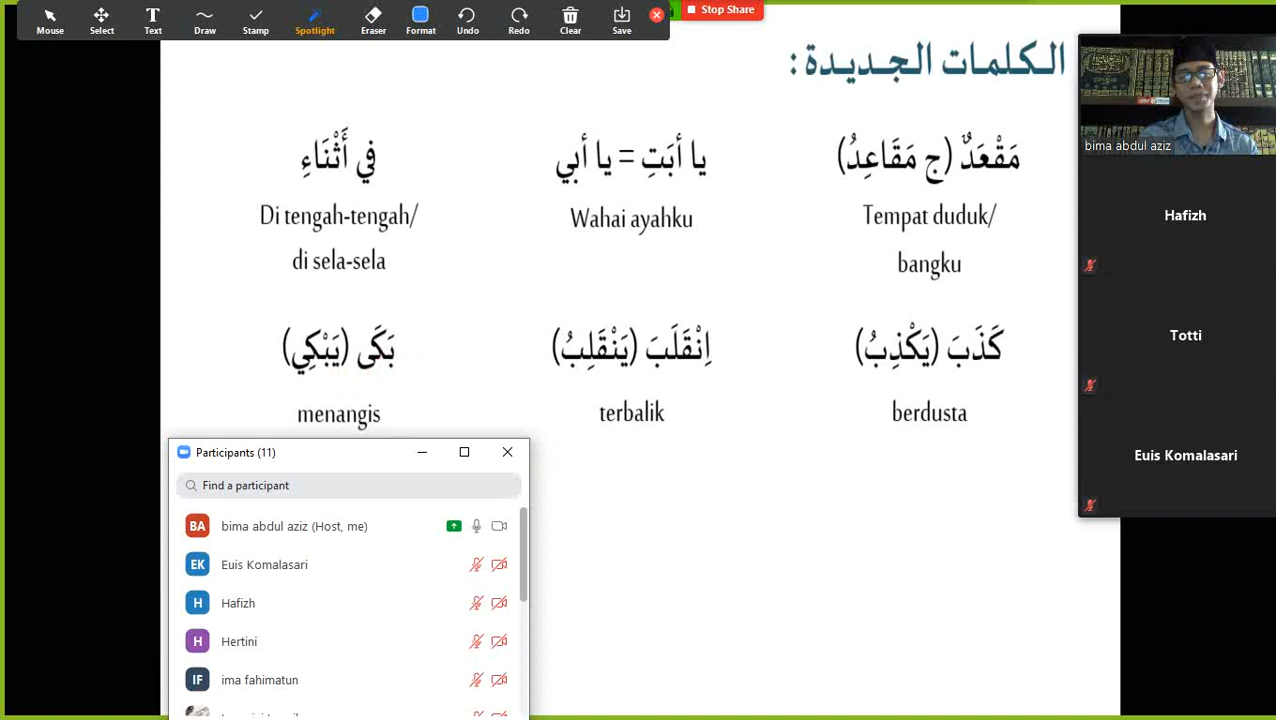 Mouse
Select
Text
Draw
Stamp
Spotlight
Eraser
Format
Undo
Redo
Clear
Save
Stop Share
الـكـلـمـات الـجـديـدة :
مَقْعَدٌ (ج مَقَاعِدُ)
Tempat duduk/
bangku
يا أبَتِ = يا أبي
Wahai ayahku
في أَثْنَاءِ
Di tengah-tengah/
di sela-sela
كَذَبَ (يَكْذِبُ)
berdusta
اِنْقَلَبَ (يَنْقَلِبُ)
terbalik
بَكَى (يَبْكِي)
menangis
bima abdul aziz
Hafizh
Totti
Euis Komalasari
Participants (11)
Find a participant
BA bima abdul aziz (Host, me)
EK Euis Komalasari
H Hafizh
H Hertini
IF ima fahimatun